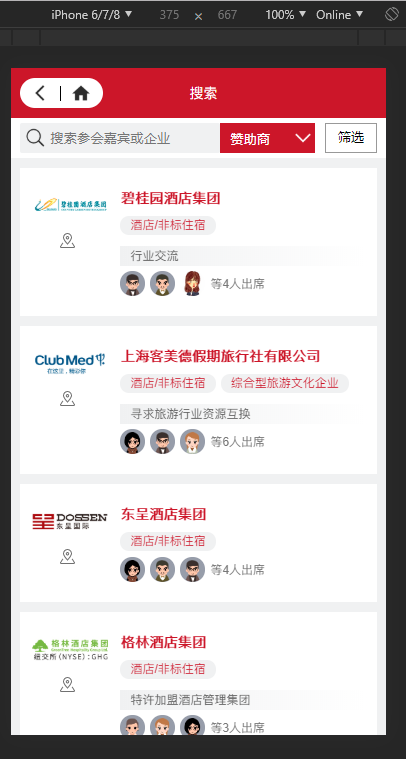 iPhone 6/7/8 ▼ 375 × 667 100% ▼ Online ▼
搜索
搜索参会嘉宾或企业 赞助商 筛选
碧桂园酒店集团
碧桂园酒店集团
酒店/非标住宿
行业交流
等4人出席
Club Med
在这里,精彩你
上海客美德假期旅行社有限公司
酒店/非标住宿 综合型旅游文化企业
寻求旅游行业资源互换
等6人出席
DOSSEN
东呈国际
东呈酒店集团
酒店/非标住宿
等4人出席
格林酒店集团
纽交所(NYSE):GHG
格林酒店集团
酒店/非标住宿
特许加盟酒店管理集团
等3人出席